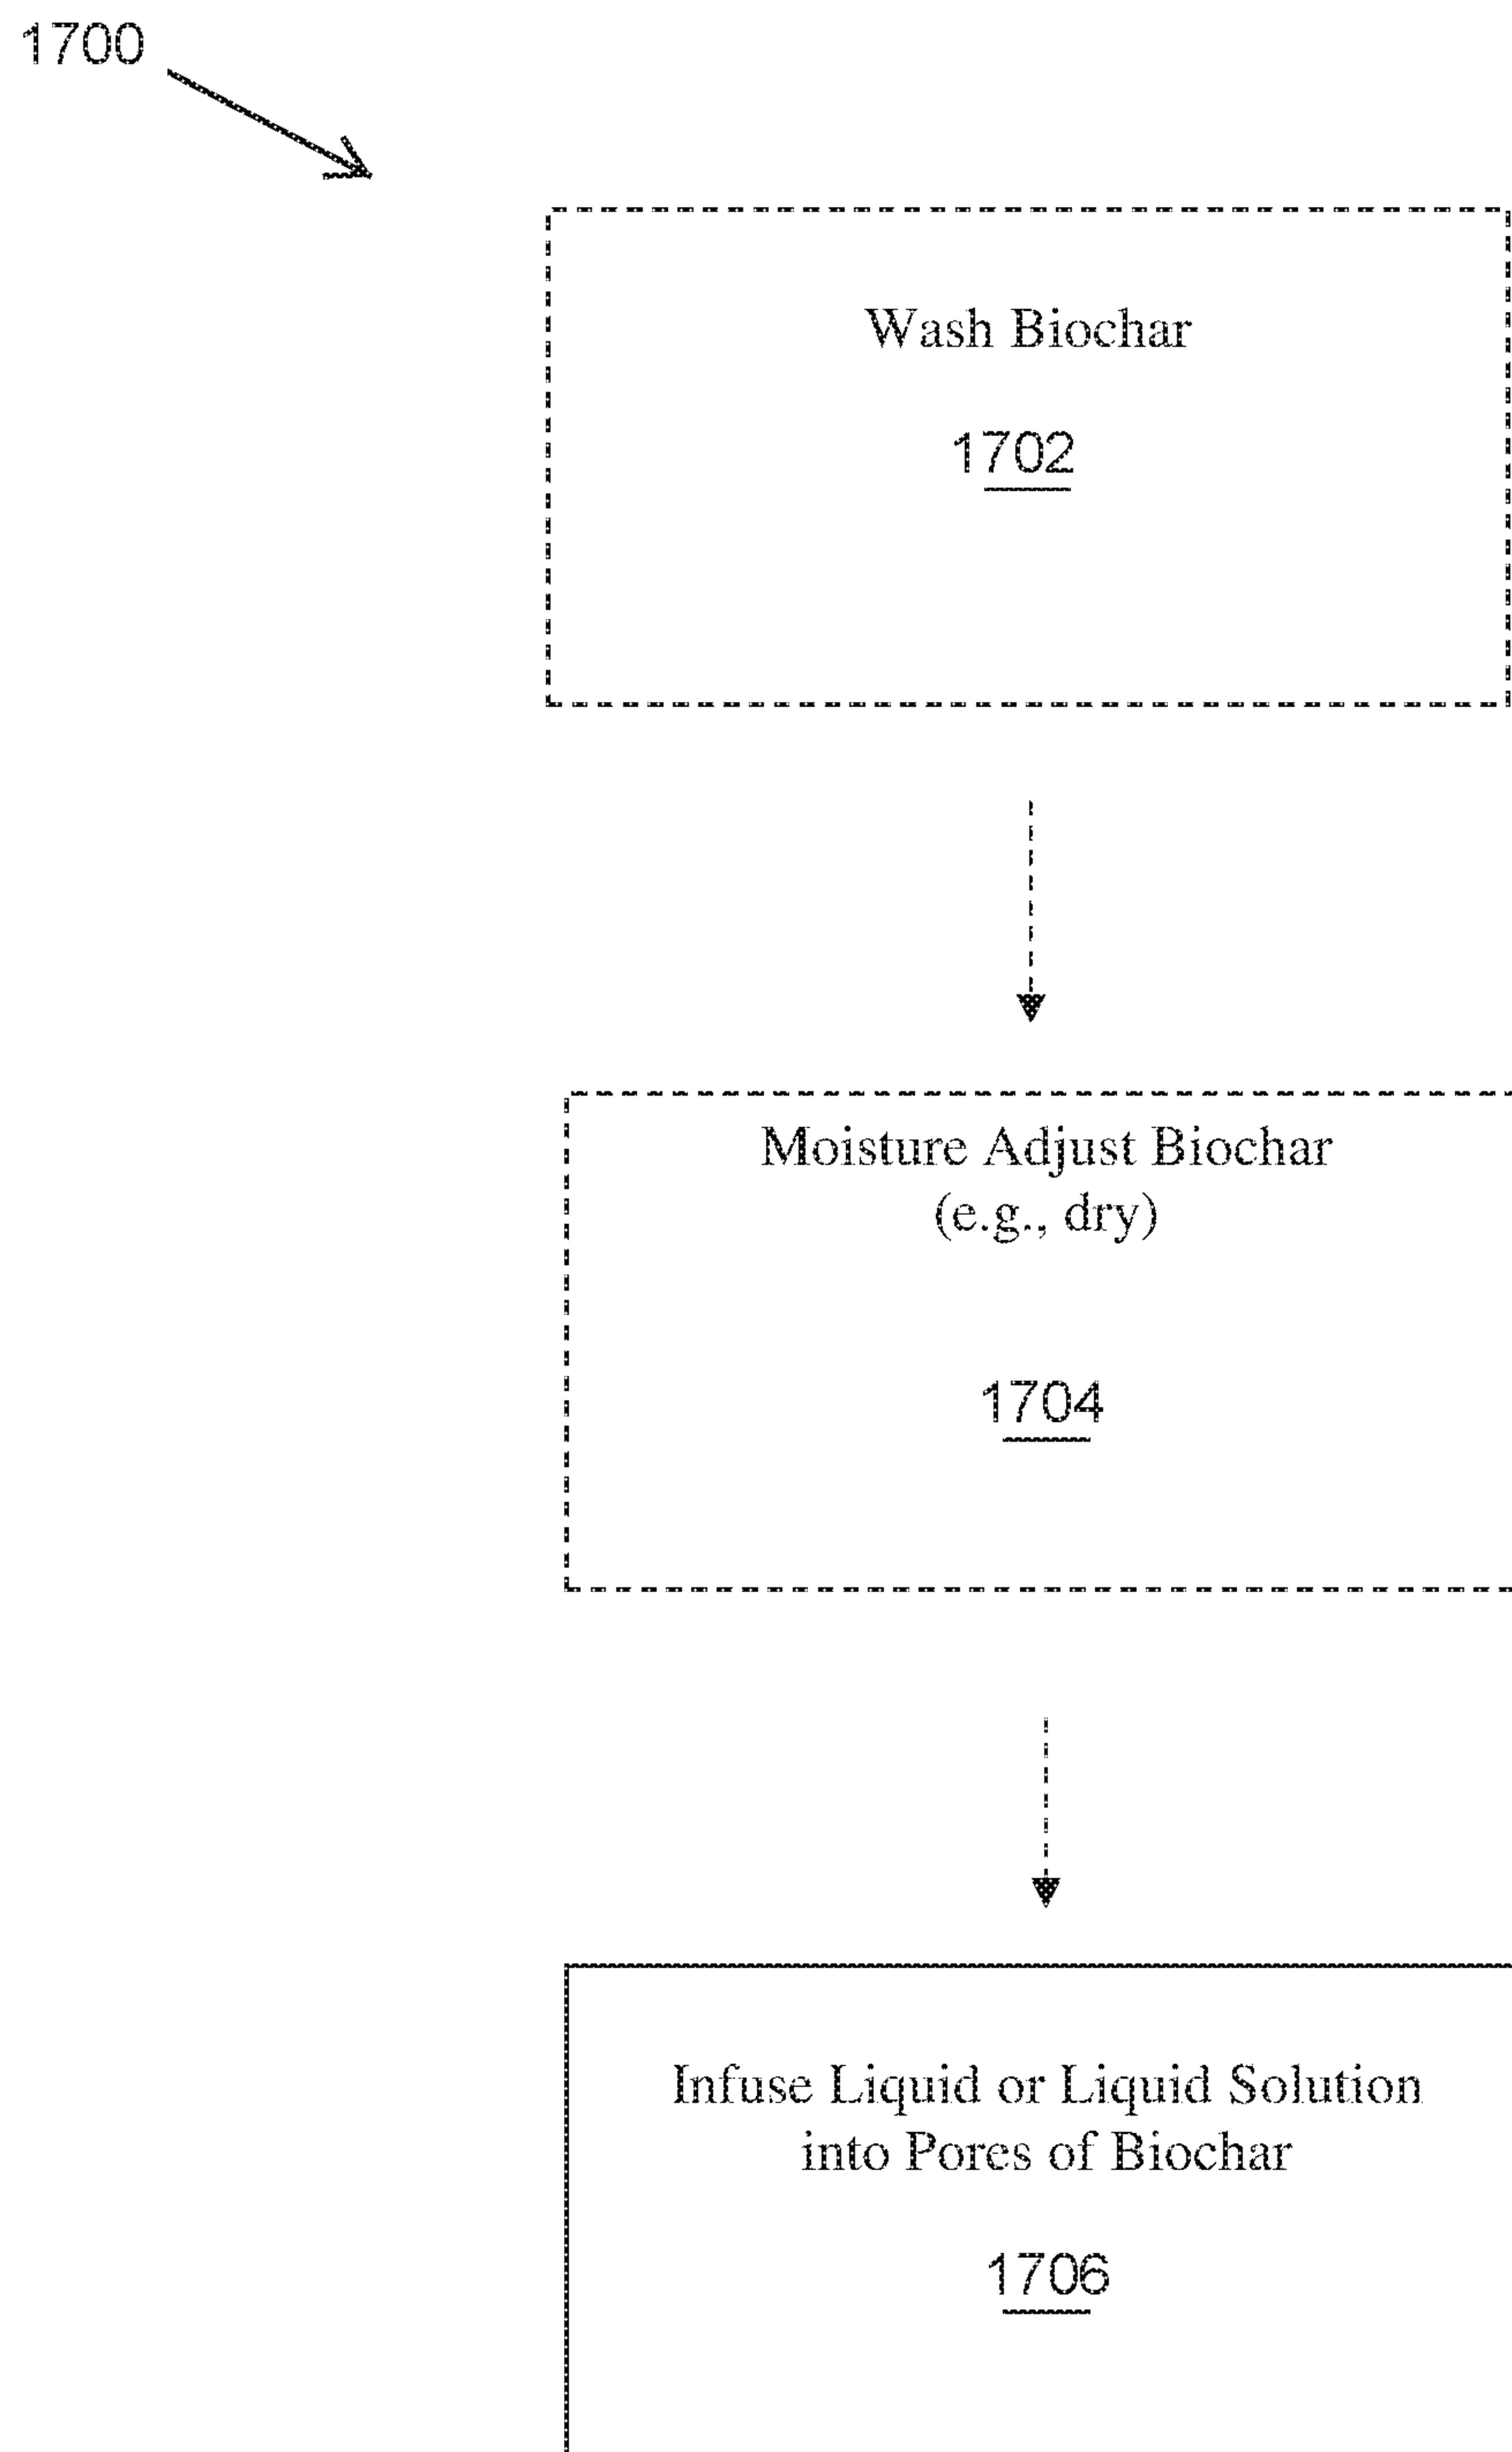 1700
Wash Biochar
1702
Moisture Adjust Biochar
(e.g., dry)
1704
Infuse Liquid or Liquid Solution
into Pores of Biochar
1706